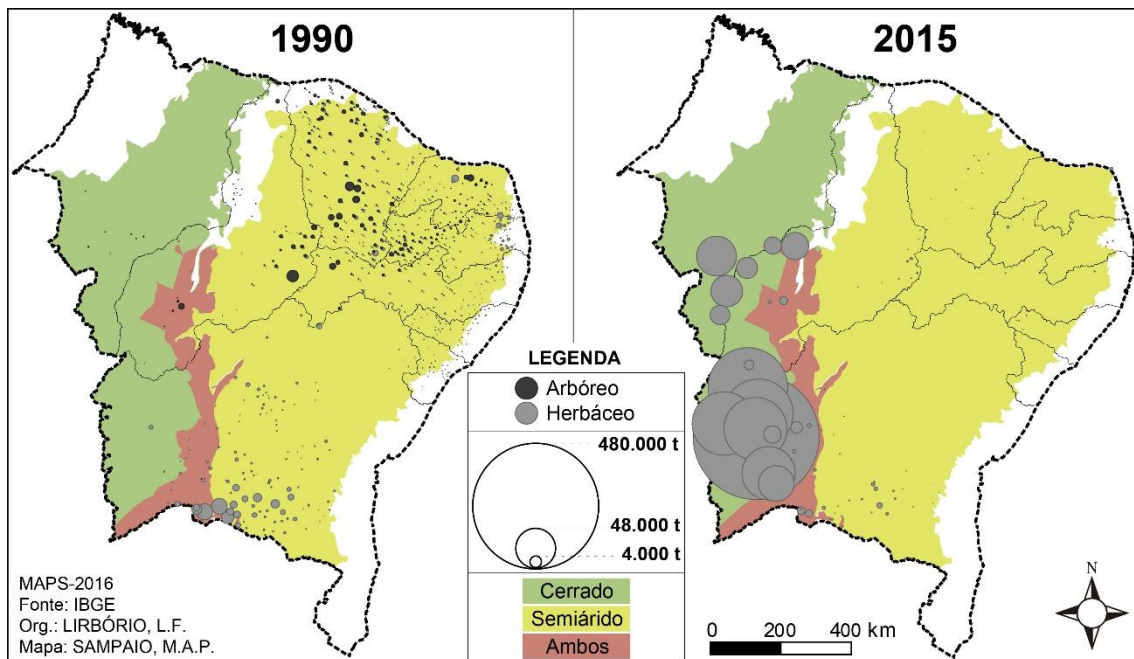 1990
2015
LEGENDA
Arbóreo
Herbáceo
480.000 t
48.000 t
4.000 t
Cerrado
Semiárido
Ambos
MAPS-2016
Fonte: IBGE
Org.: LIRBÓRIO, L.F.
Mapa: SAMPAIO, M.A.P.
0 200 400 km
N